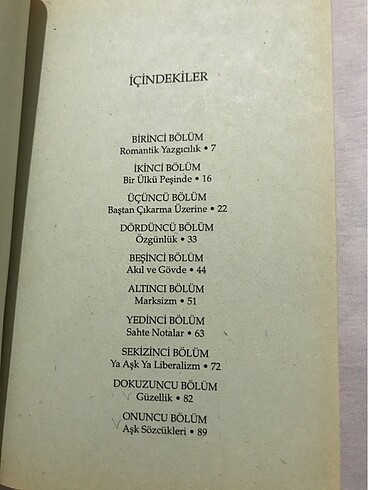 İÇİNDEKİLER
BİRİNCİ BÖLÜM
Romantik Yazgıcılık • 7
İKİNCİ BÖLÜM
Bir Ülkü Peşinde • 16
ÜÇÜNCÜ BÖLÜM
Baştan Çıkarma Üzerine • 22
DÖRDÜNCÜ BÖLÜM
Özgünlük • 33
BEŞİNCİ BÖLÜM
Akıl ve Gövde • 44
ALTINCI BÖLÜM
Marksizm • 51
YEDİNCİ BÖLÜM
Sahte Notalar • 63
SEKİZİNCİ BÖLÜM
Ya Aşk Ya Liberalizm • 72
DOKUZUNCU BÖLÜM
Güzellik • 82
ONUNCU BÖLÜM
Aşk Sözcükleri • 89